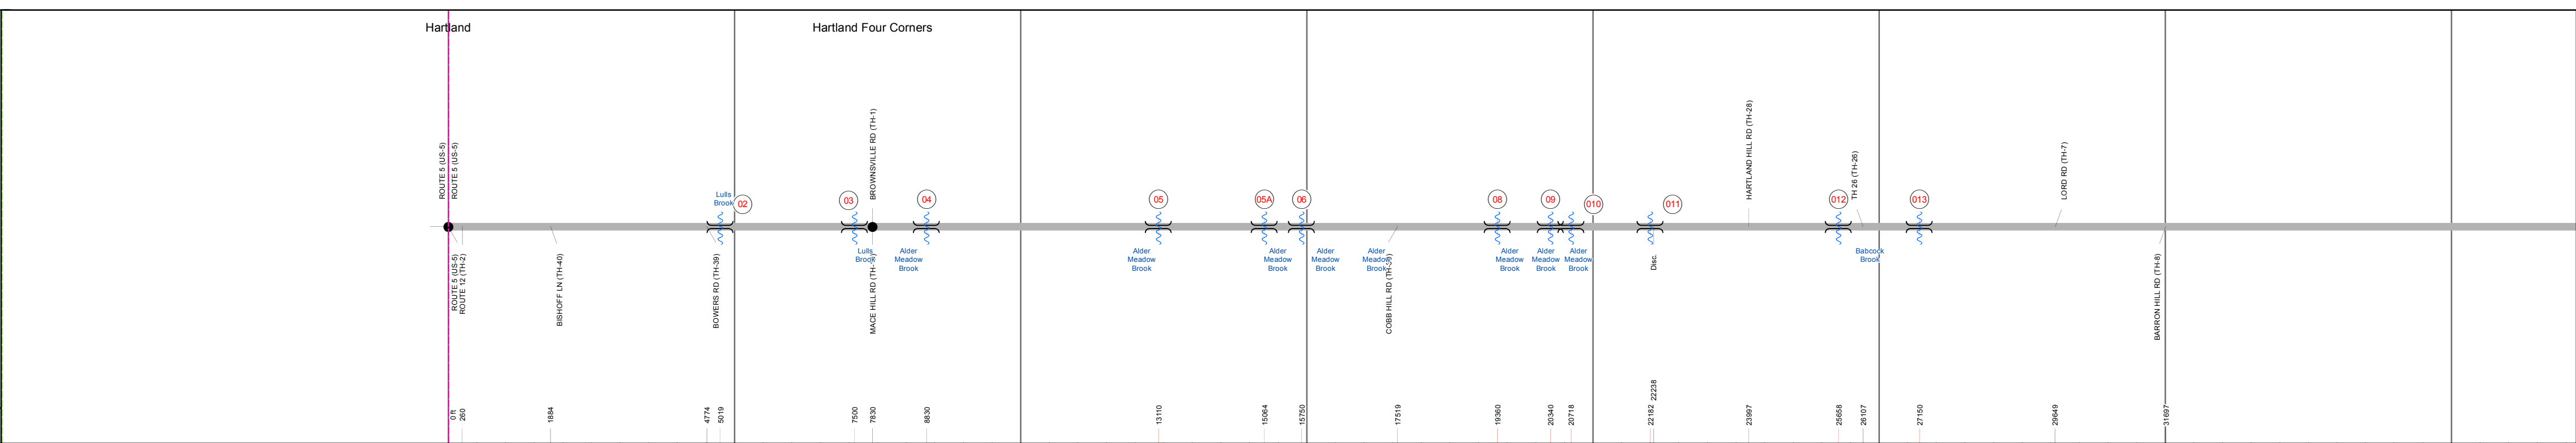 Hartland
Hartland Four Corners
ROUTE 5 (US-5)
ROUTE 5 (US-5)
BROWNSVILLE RD (TH-1)
HARTLAND HILL RD (TH-28)
TH 26 (TH-26)
LORD RD (TH-7)
Lulls
Brook
02
03
04
05
05A
06
08
09
010
011
012
013
ROUTE 5 (US-5)
ROUTE 12 (TH-2)
BISHOFF LN (TH-40)
BOWERS RD (TH-39)
Lulls
Brook
MACE HILL RD (TH-
Alder
Meadow
Brook
Alder
Meadow
Brook
Alder
Meadow
Brook
Alder
Meadow
Brook
Alder
Meadow
Brook
COBB HILL RD
Alder
Meadow
Brook
Alder
Meadow
Brook
Alder
Meadow
Brook
Disc.
Babcock
Brook
BARRON HILL RD (TH-8)
0 ft
260
1884
4774
5019
7500
7830
8830
13110
15064
15750
17519
19360
20340
20718
22182
22238
23997
25658
26107
27150
29649
31697